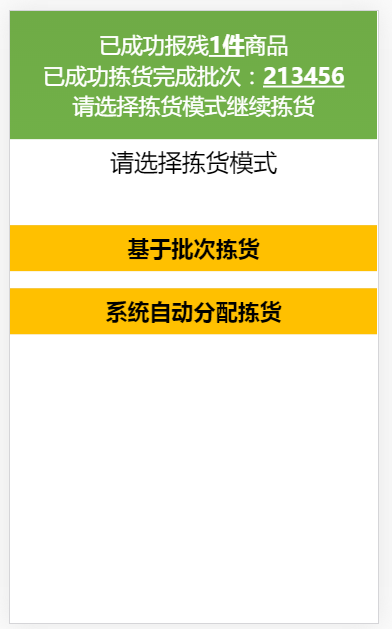 已成功报残1件商品
已成功拣货完成批次：213456
请选择拣货模式继续拣货
请选择拣货模式
基于批次拣货
系统自动分配拣货